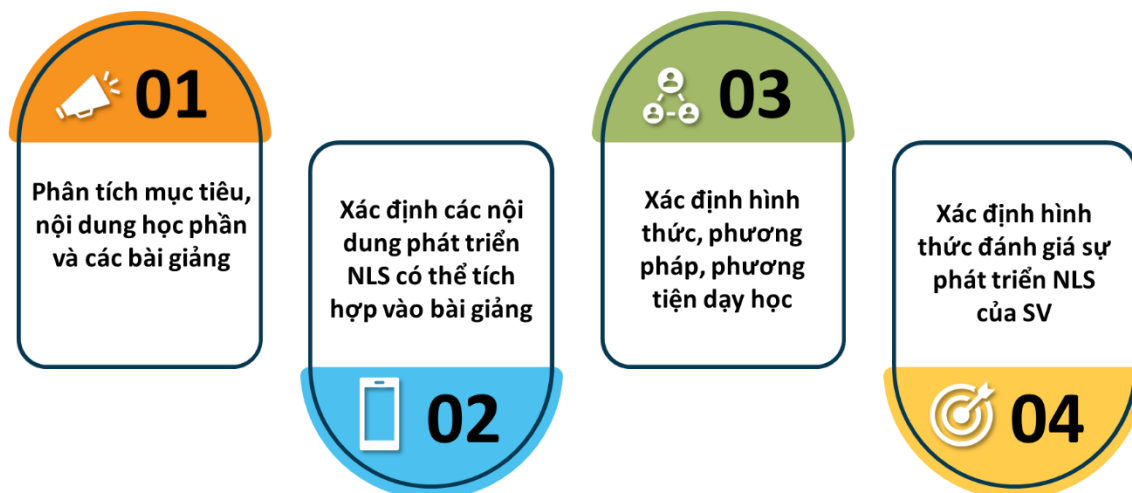 01
Phân tích mục tiêu,
nội dung học phần
và các bài giảng
Xác định các nội
dung phát triển
NLS có thể tích
hợp vào bài giảng
02
03
Xác định hình
thức, phương
pháp, phương
tiện dạy học
Xác định hình
thức đánh giá sự
phát triển NLS
của SV
04